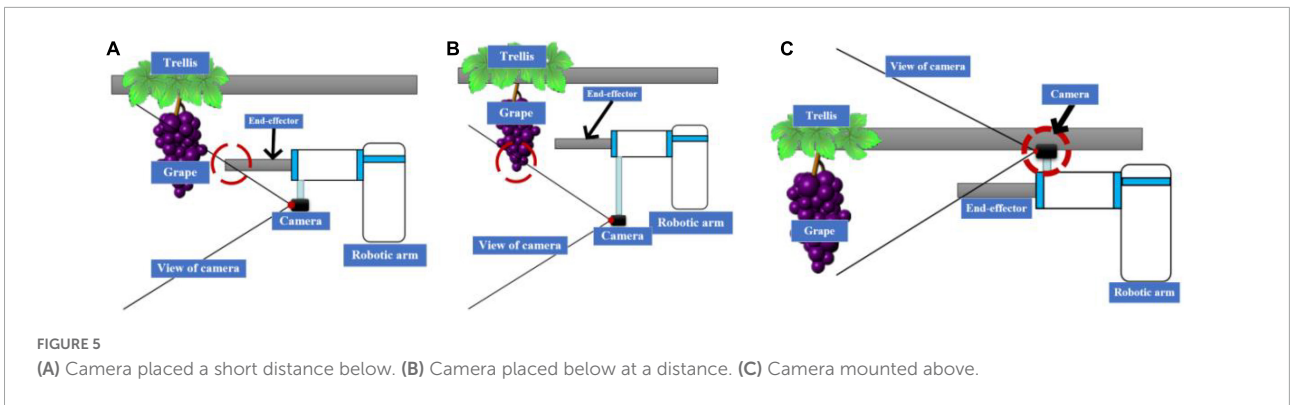 A
Trellis
End-effector
Grape
Camera
View of camera
Robotic arm
B
Trellis
End-effector
Grape
Robotic arm
Camera
View of camera
C
View of camera
Camera
Trellis
End-effector
Grape
Robotic arm
FIGURE 5
(A) Camera placed a short distance below. (B) Camera placed below at a distance. (C) Camera mounted above.